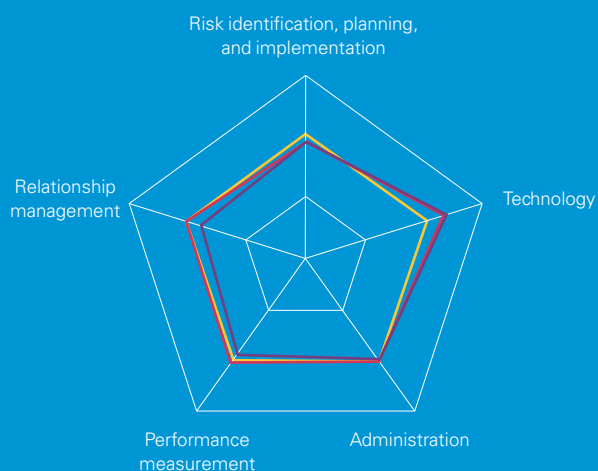 Risk identification, planning,
and implementation
Relationship
management
Technology
Performance
measurement
Administration